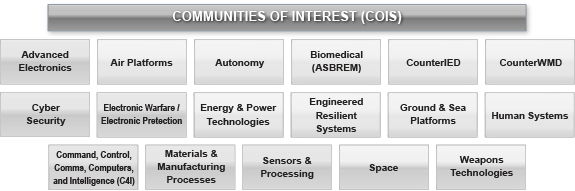 COMMUNITIES OF INTEREST (COIS)
Advanced
Electronics
Air Platforms
Autonomy
Biomedical
(ASBREM)
CounterIED
CounterWMD
Cyber
Security
Electronic Warfare /
Electronic Pretection
Energy & Power
Technologies
Engineered
Resilient
Systems
Ground & Sea
Platforms
Human Systems
Command, Control,
Comms, Computers,
and Intelligence (C4I)
Materials &
Manufacturing
Processes
Sensors &
Processing
Space
Weapons
Technologies